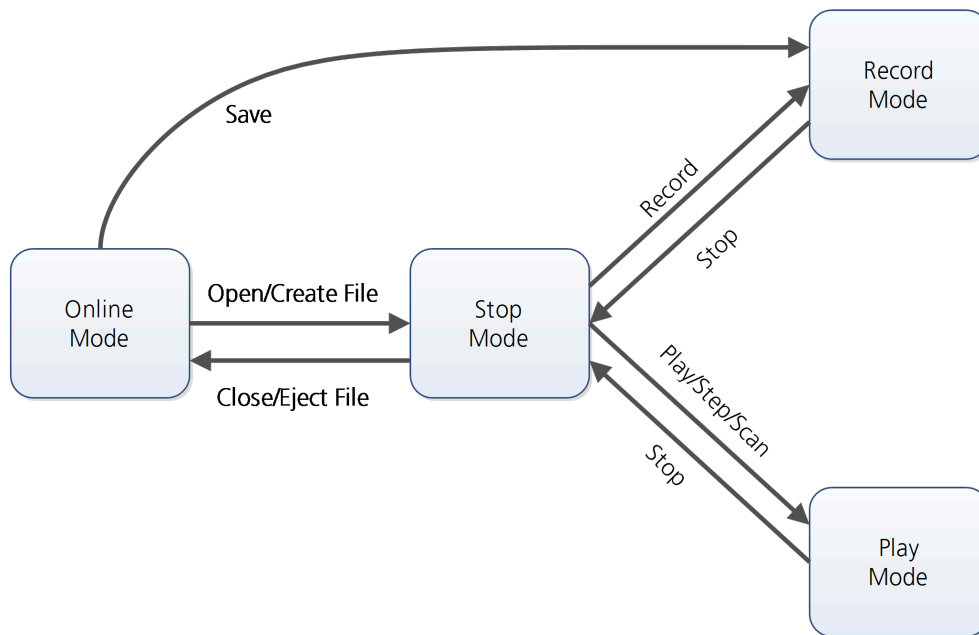 Record
Mode
Save
Record
Stop
Online
Mode
Open/Create File
Stop
Mode
Close/Eject File
Play/Step/Scan
Stop
Play
Mode